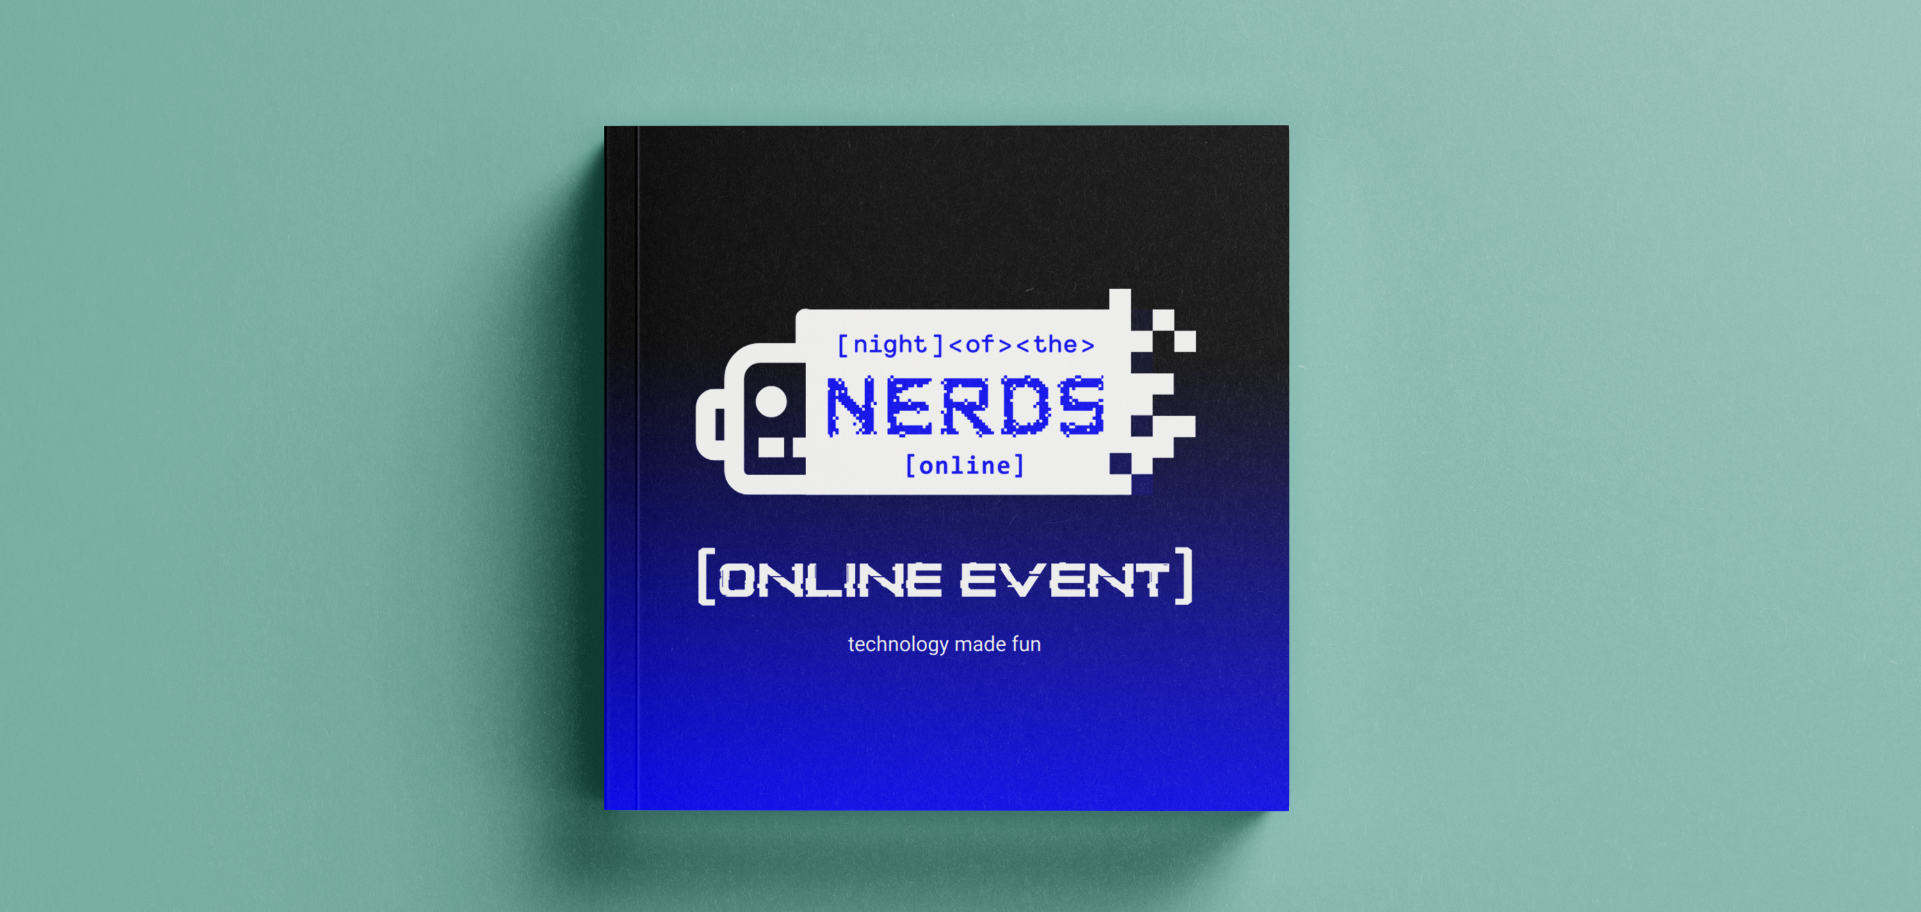 [night]<of><the>
NERDS
[online]
[ONLINE EVENT]
technology made fun